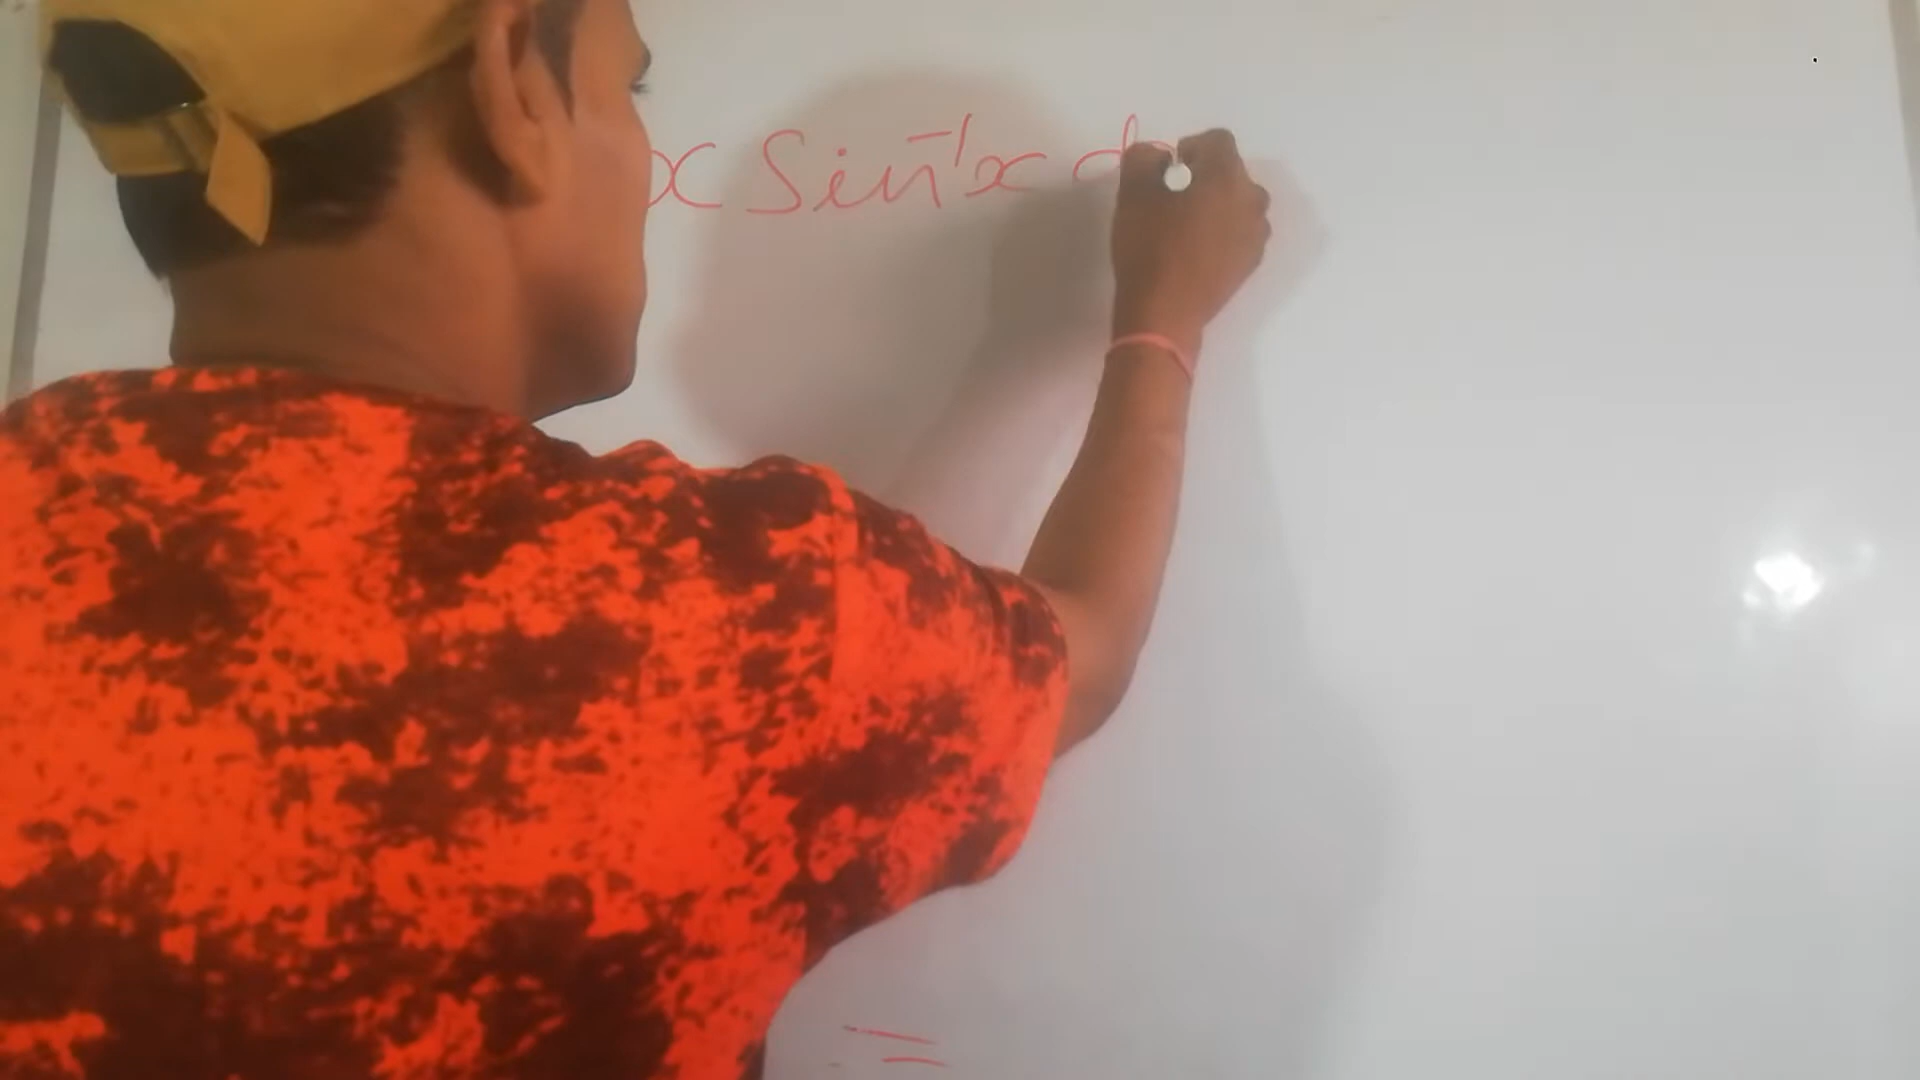 x Sin⁻¹x d
=